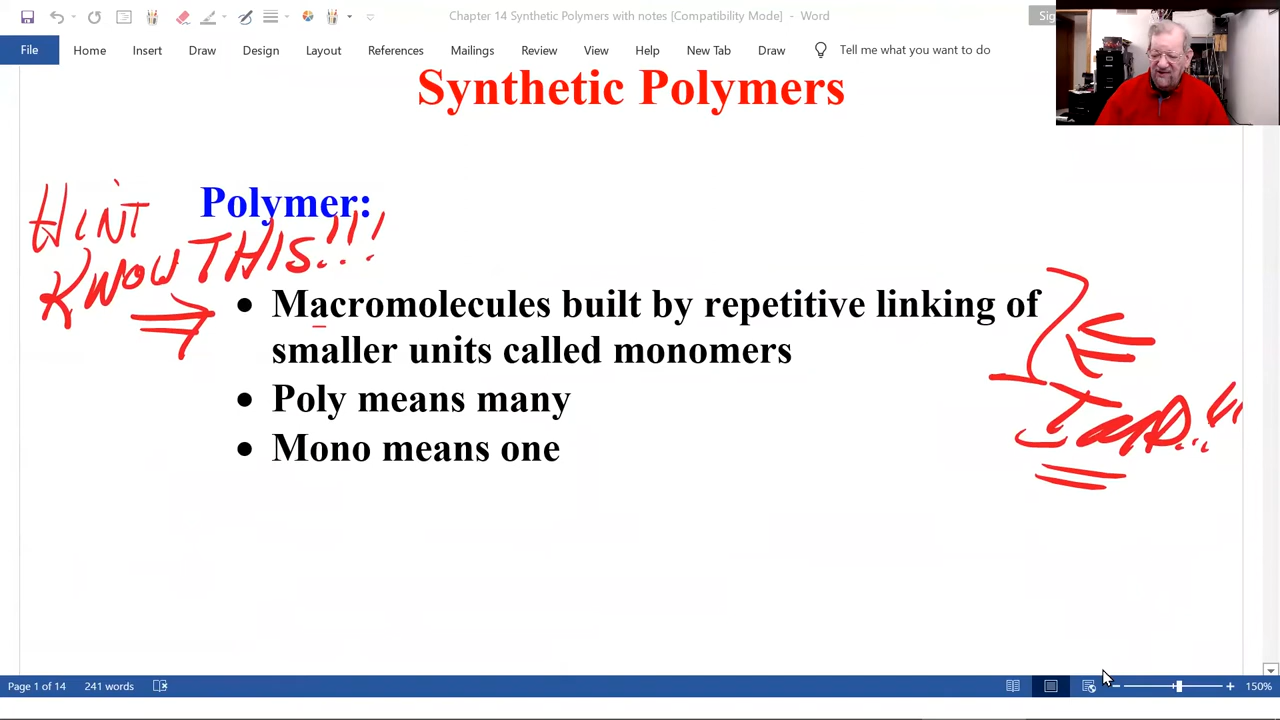 Chapter 14 Synthetic Polymers with notes [Compatibility Mode] - Word
File Home Insert Draw Design Layout References Mailings Review View Help New Tab Draw Tell me what you want to do
Synthetic Polymers
HINT
Polymer:
KNOW THIS!!!
• Macromolecules built by repetitive linking of
smaller units called monomers
• Poly means many
• Mono means one
Page 1 of 14 241 words 150%